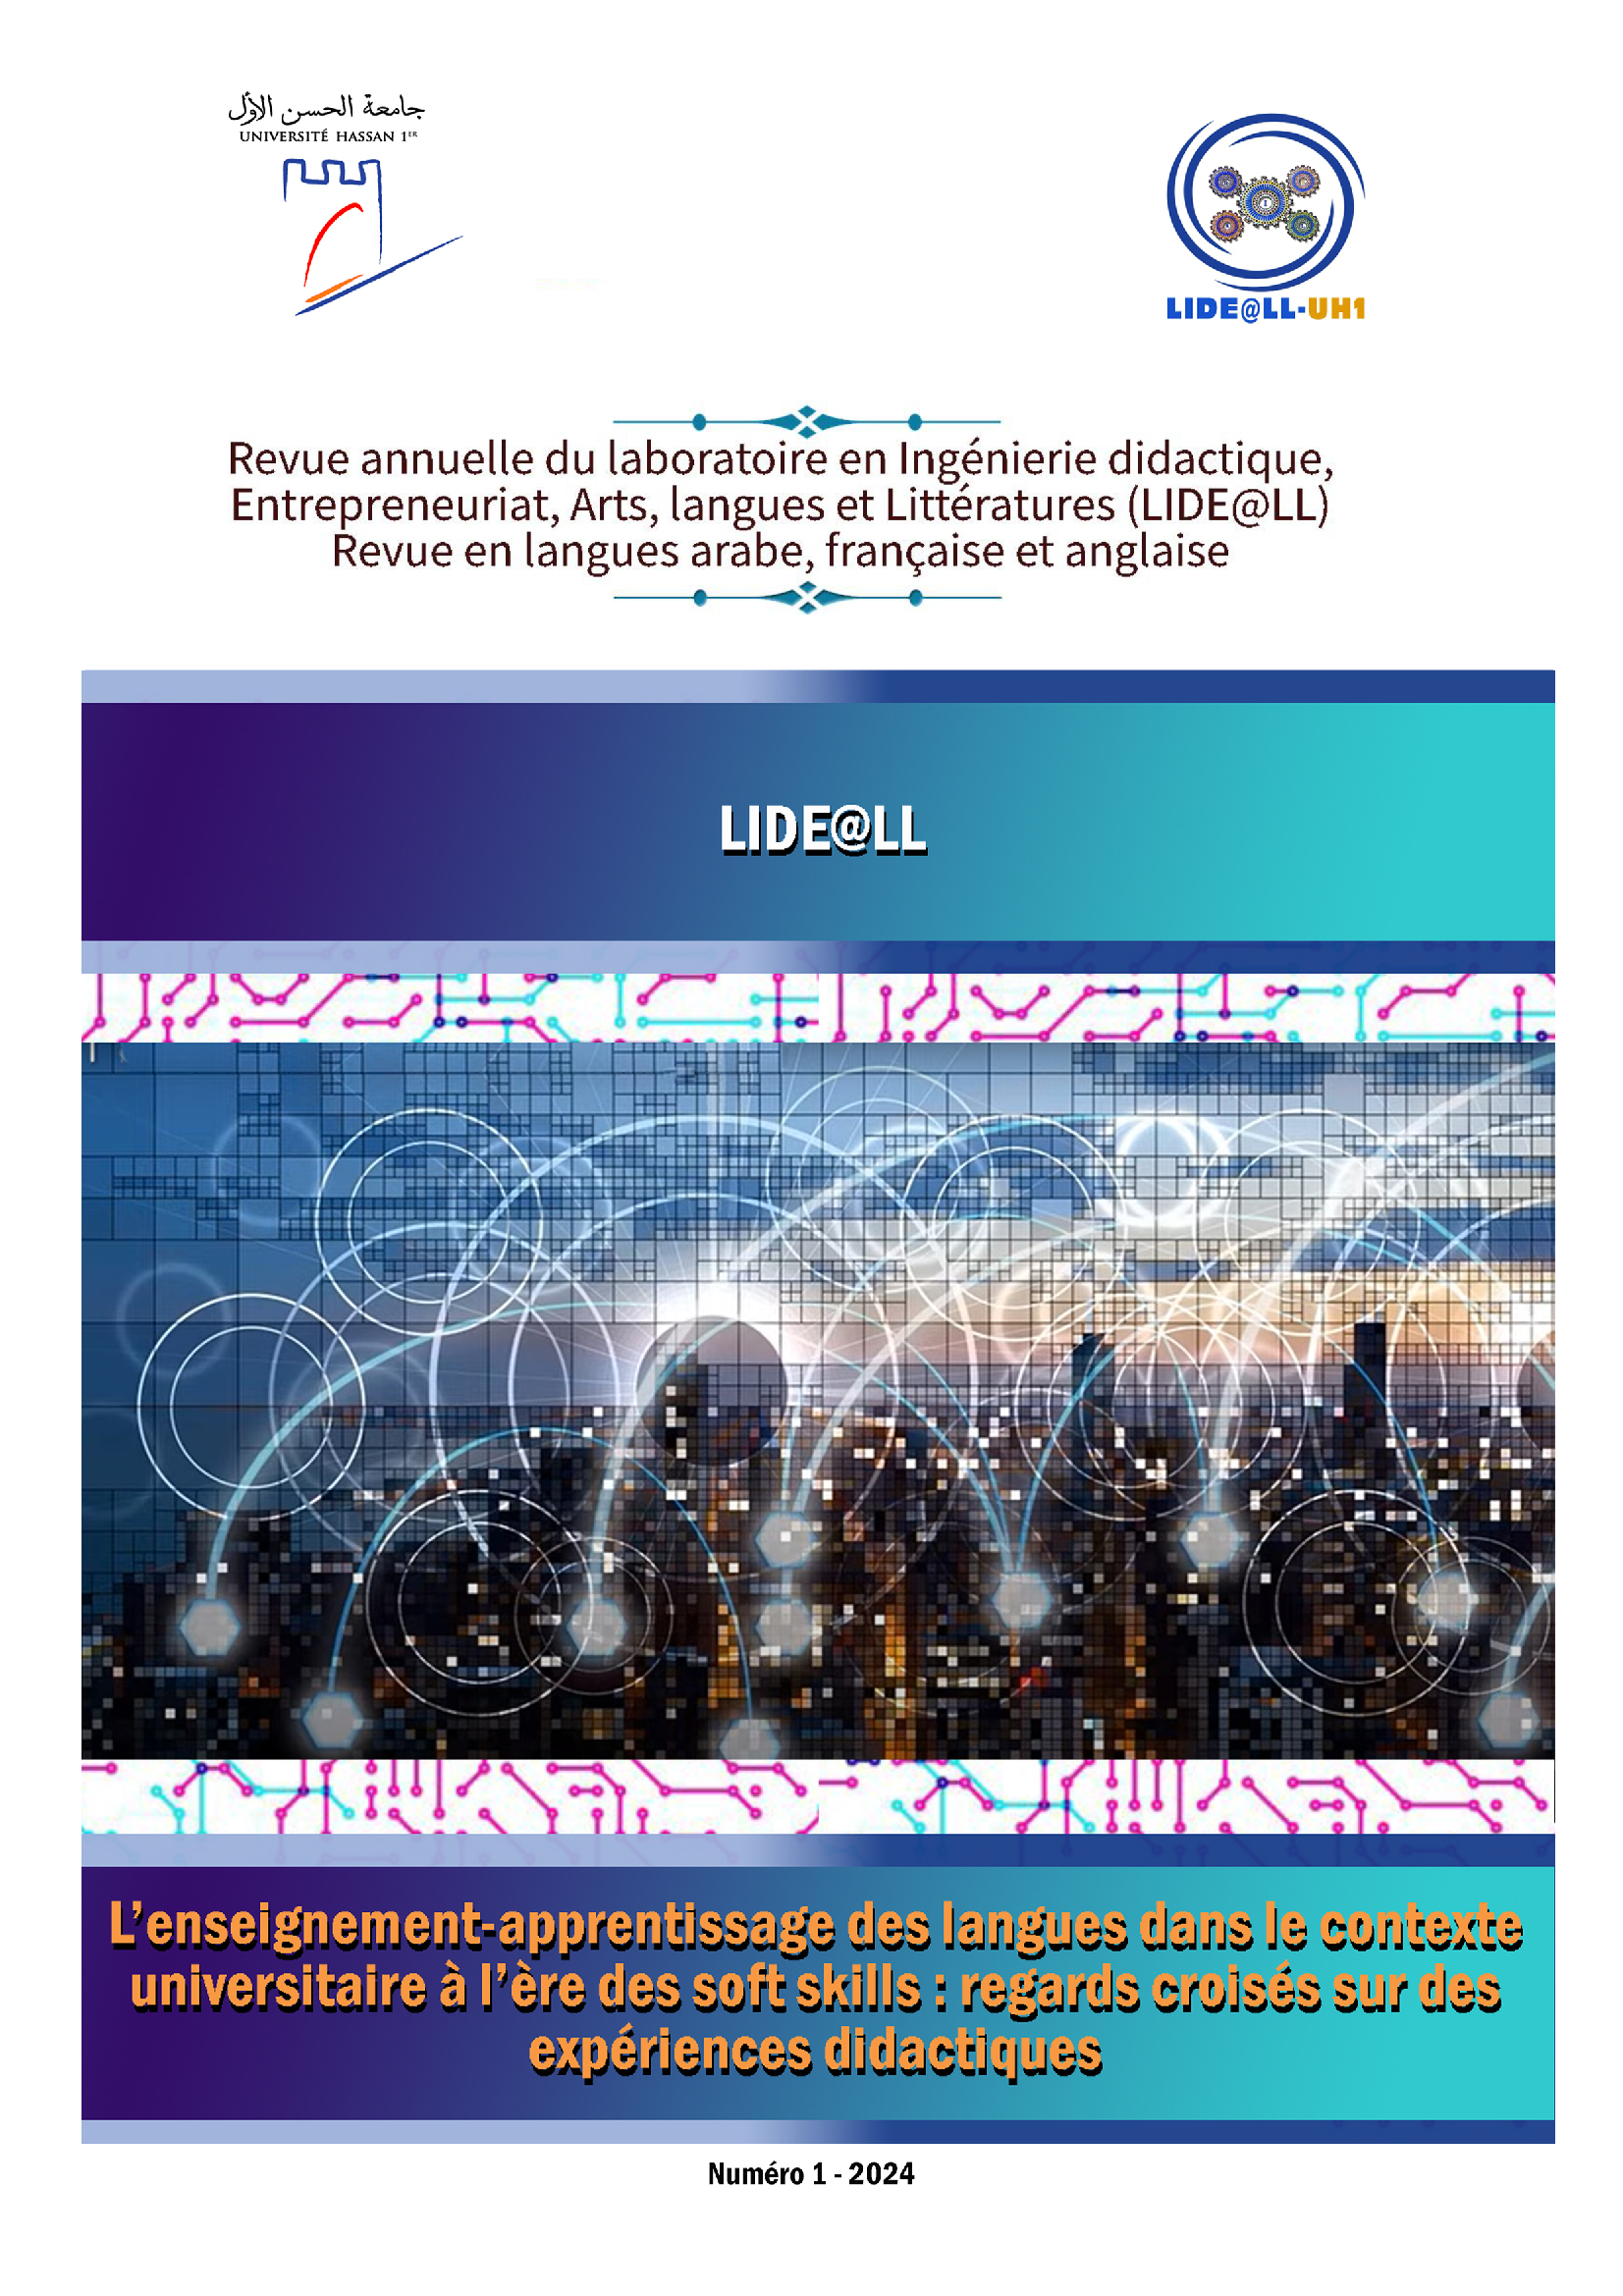 جامعة الحسن الأول
UNIVERSITÉ HASSAN 1ER
LIDE@LL-UH1
Revue annuelle du laboratoire en Ingénierie didactique,
Entrepreneuriat, Arts, langues et Littératures (LIDE@LL)
Revue en langues arabe, française et anglaise
LIDE@LL
L’enseignement-apprentissage des langues dans le contexte
universitaire à l’ère des soft skills : regards croisés sur des
expériences didactiques
Numéro 1 - 2024